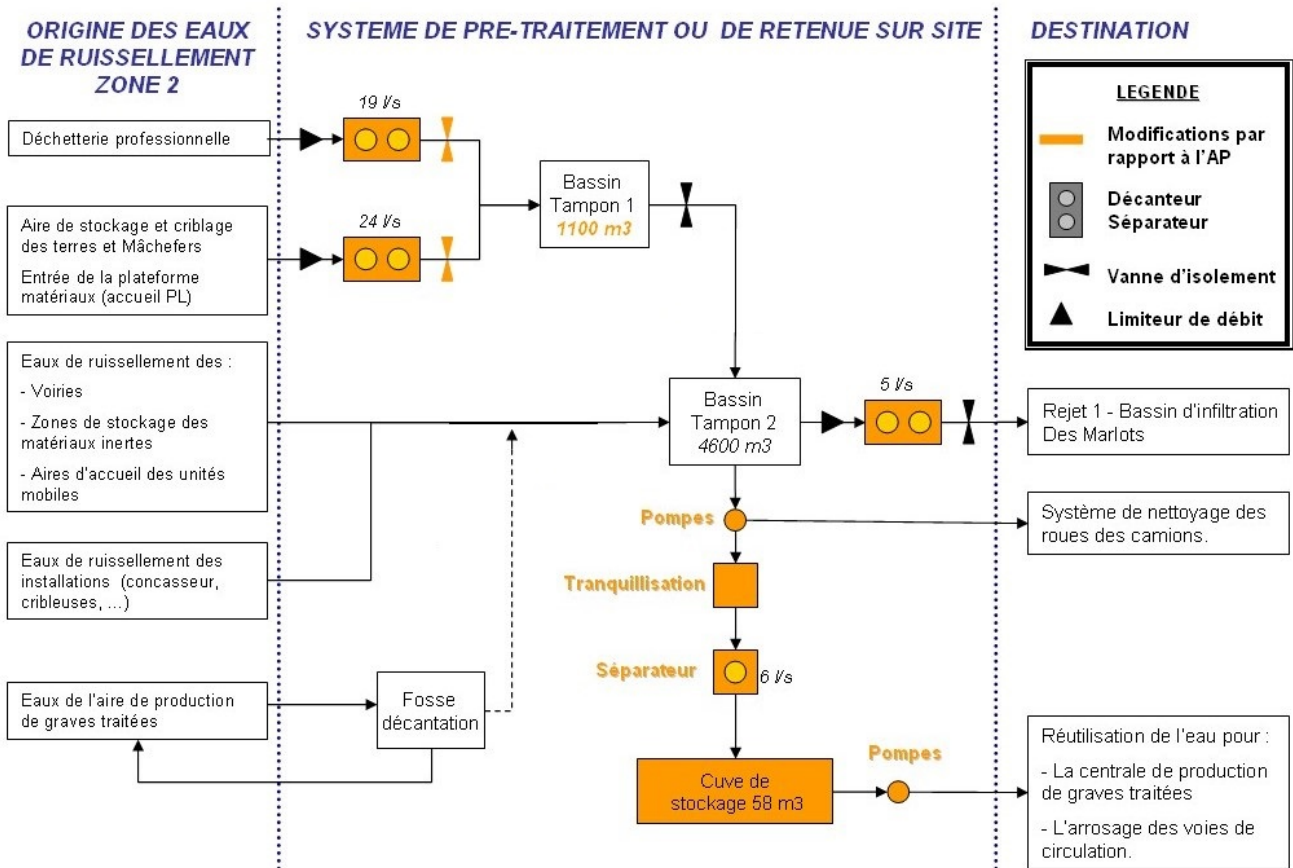 ORIGINE DES EAUX
DE RUISSELLEMENT
ZONE 2
SYSTEME DE PRE-TRAITEMENT OU DE RETENUE SUR SITE
DESTINATION
LEGENDE
Modifications par
rapport à l'AP
Décanteur
Séparateur
Vanne d'isolement
Limiteur de débit
19 l/s
Déchetterie professionnelle
Bassin
Tampon 1
1100 m3
24 l/s
Aire de stockage et criblage
des terres et Mâchefers
Entrée de la plateforme
matériaux (accueil PL)
Eaux de ruissellement des :
- Voiries
- Zones de stockage des
matériaux inertes
- Aires d'accueil des unités
mobiles
Bassin
Tampon 2
4600 m3
5 l/s
Rejet 1 - Bassin d'infiltration
Des Marlots
Pompes
Système de nettoyage des
roues des camions.
Eaux de ruissellement des
installations (concasseur,
cribleuses, ...)
Tranquillisation
Séparateur
6 l/s
Eaux de l'aire de production
de graves traitées
Fosse
décantation
Cuve de
stockage 58 m3
Pompes
Réutilisation de l'eau pour :
- La centrale de production
de graves traitées
- L'arrosage des voies de
circulation.